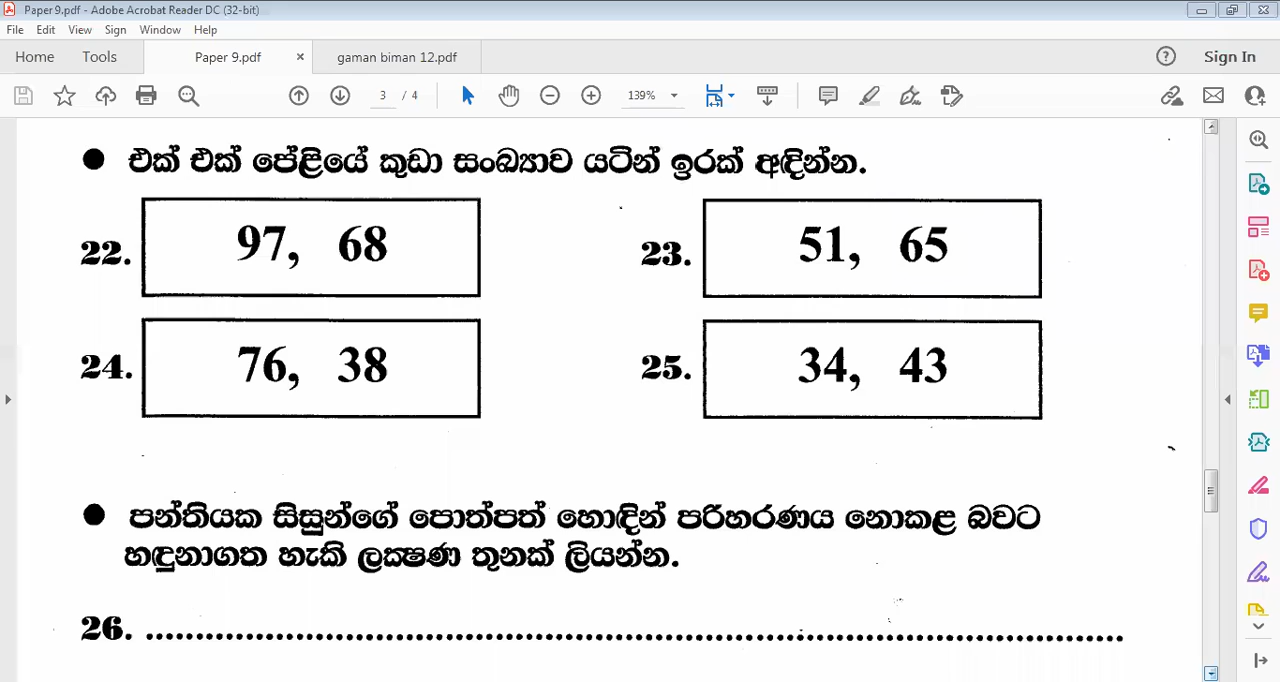 Paper 9.pdf - Adobe Acrobat Reader DC (32-bit)
File Edit View Sign Window Help
Home Tools Paper 9.pdf × gaman biman 12.pdf Sign In
3 / 4 139%
● එක් එක් පේළියේ කුඩා සංඛ්‍යාව යටින් ඉරක් අඳින්න.
22. 97, 68 23. 51, 65
24. 76, 38 25. 34, 43
● පන්තියක සිසුන්ගේ පොත්පත් හොඳින් පරිහරණය නොකළ බවට
හඳුනාගත හැකි ලක්‍ෂණ තුනක් ලියන්න.
26. ................................................................................